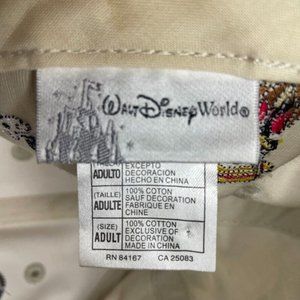 Walt Disney World®
ADULTO
EXCEPTO
DECORACION
HECHO EN CHINA
(TAILLE)
ADULTE
100% COTON
SAUF DECORATION
FABRIQUE EN
CHINE
(SIZE)
ADULT
100% COTTON
EXCLUSIVE OF
DECORATION
MADE IN CHINA
RN 84167 CA 25083